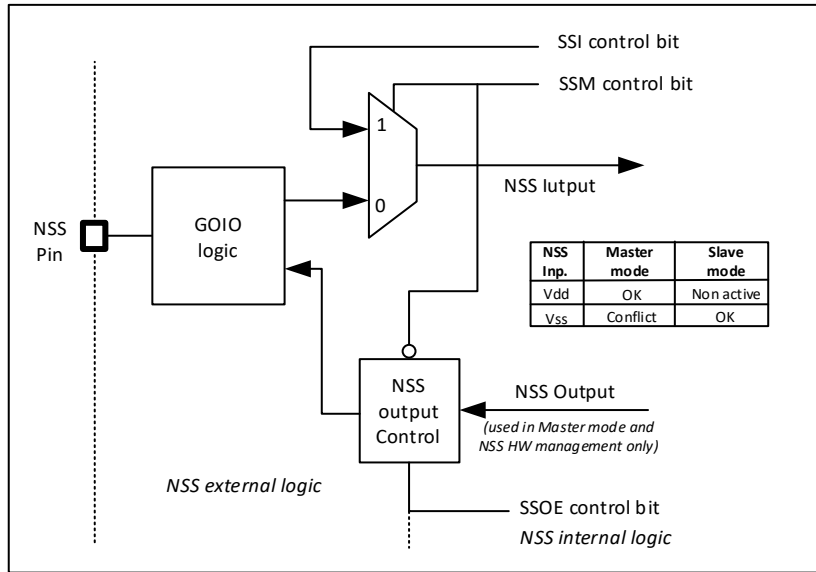 SSI control bit
SSM control bit
1
NSS Iutput
0
NSS
Pin
GOIO
logic
NSS Inp. Master mode Slave mode
Vdd OK Non active
Vss Conflict OK
NSS
output
Control
NSS Output
(used in Master mode and
NSS HW management only)
NSS external logic
SSOE control bit
NSS internal logic